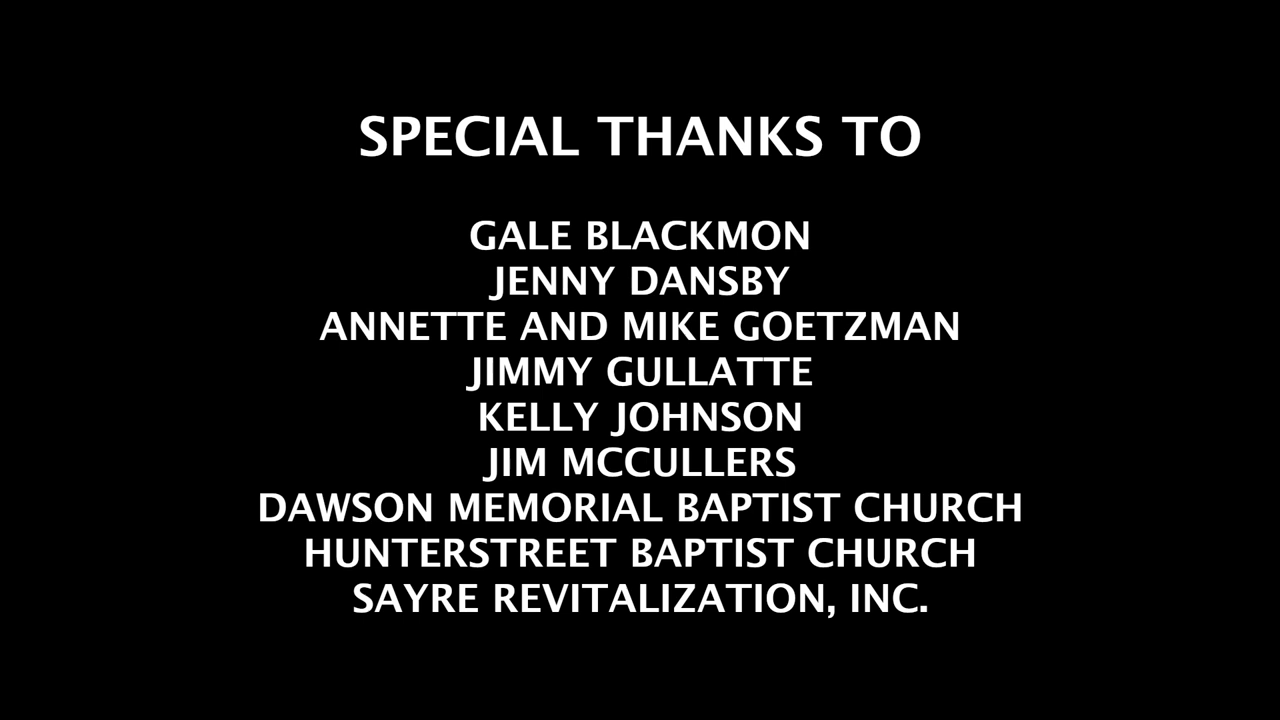 SPECIAL THANKS TO
GALE BLACKMON
JENNY DANSBY
ANNETTE AND MIKE GOETZMAN
JIMMY GULLATTE
KELLY JOHNSON
JIM MCCULLERS
DAWSON MEMORIAL BAPTIST CHURCH
HUNTERSTREET BAPTIST CHURCH
SAYRE REVITALIZATION, INC.